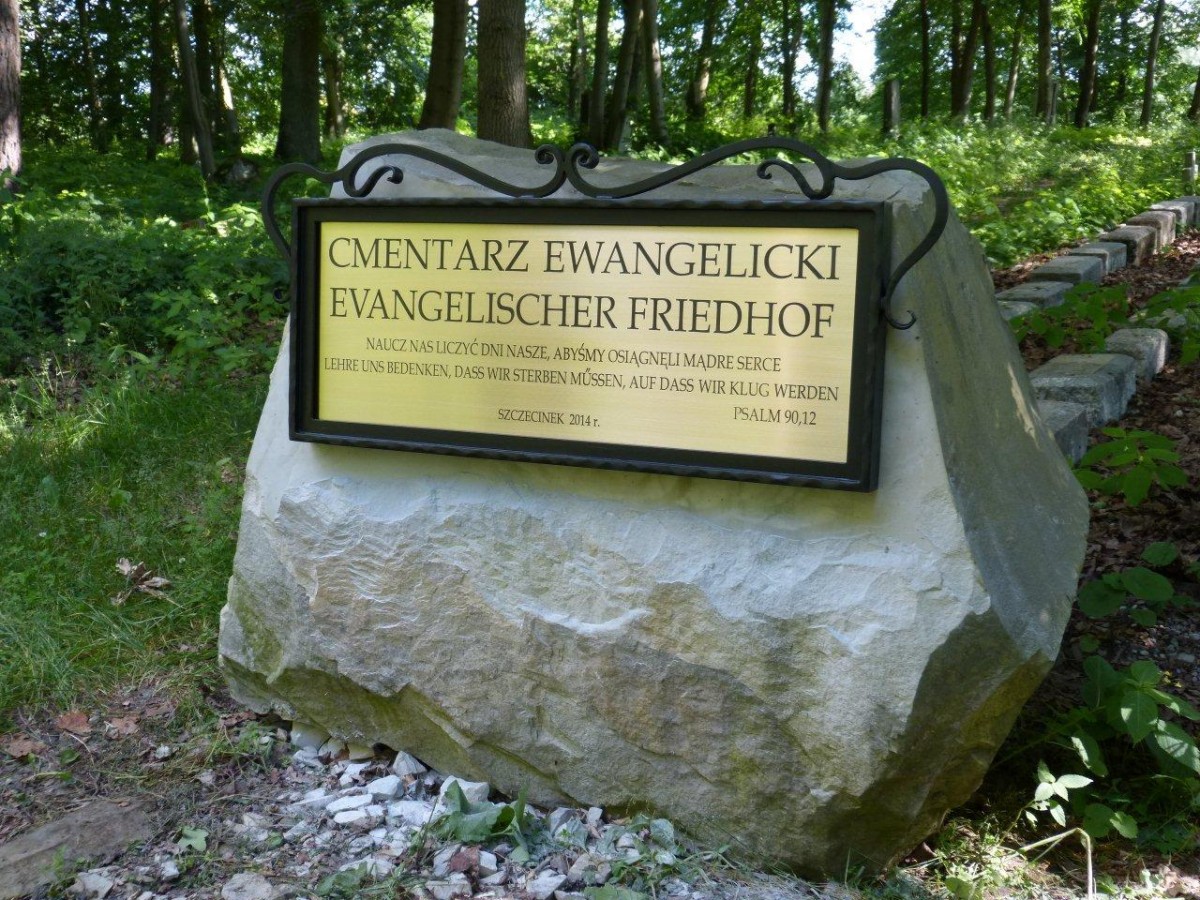 CMENTARZ EWANGELICKI
EVANGELISCHER FRIEDHOF
NAUCZ NAS LICZYĆ DNI NASZE, ABYŚMY OSIĄGNĘLI MĄDRE SERCE
LEHRE UNS BEDENKEN, DASS WIR STERBEN MŰSSEN, AUF DASS WIR KLUG WERDEN
PSALM 90,12
SZCZECINEK 2014 r.